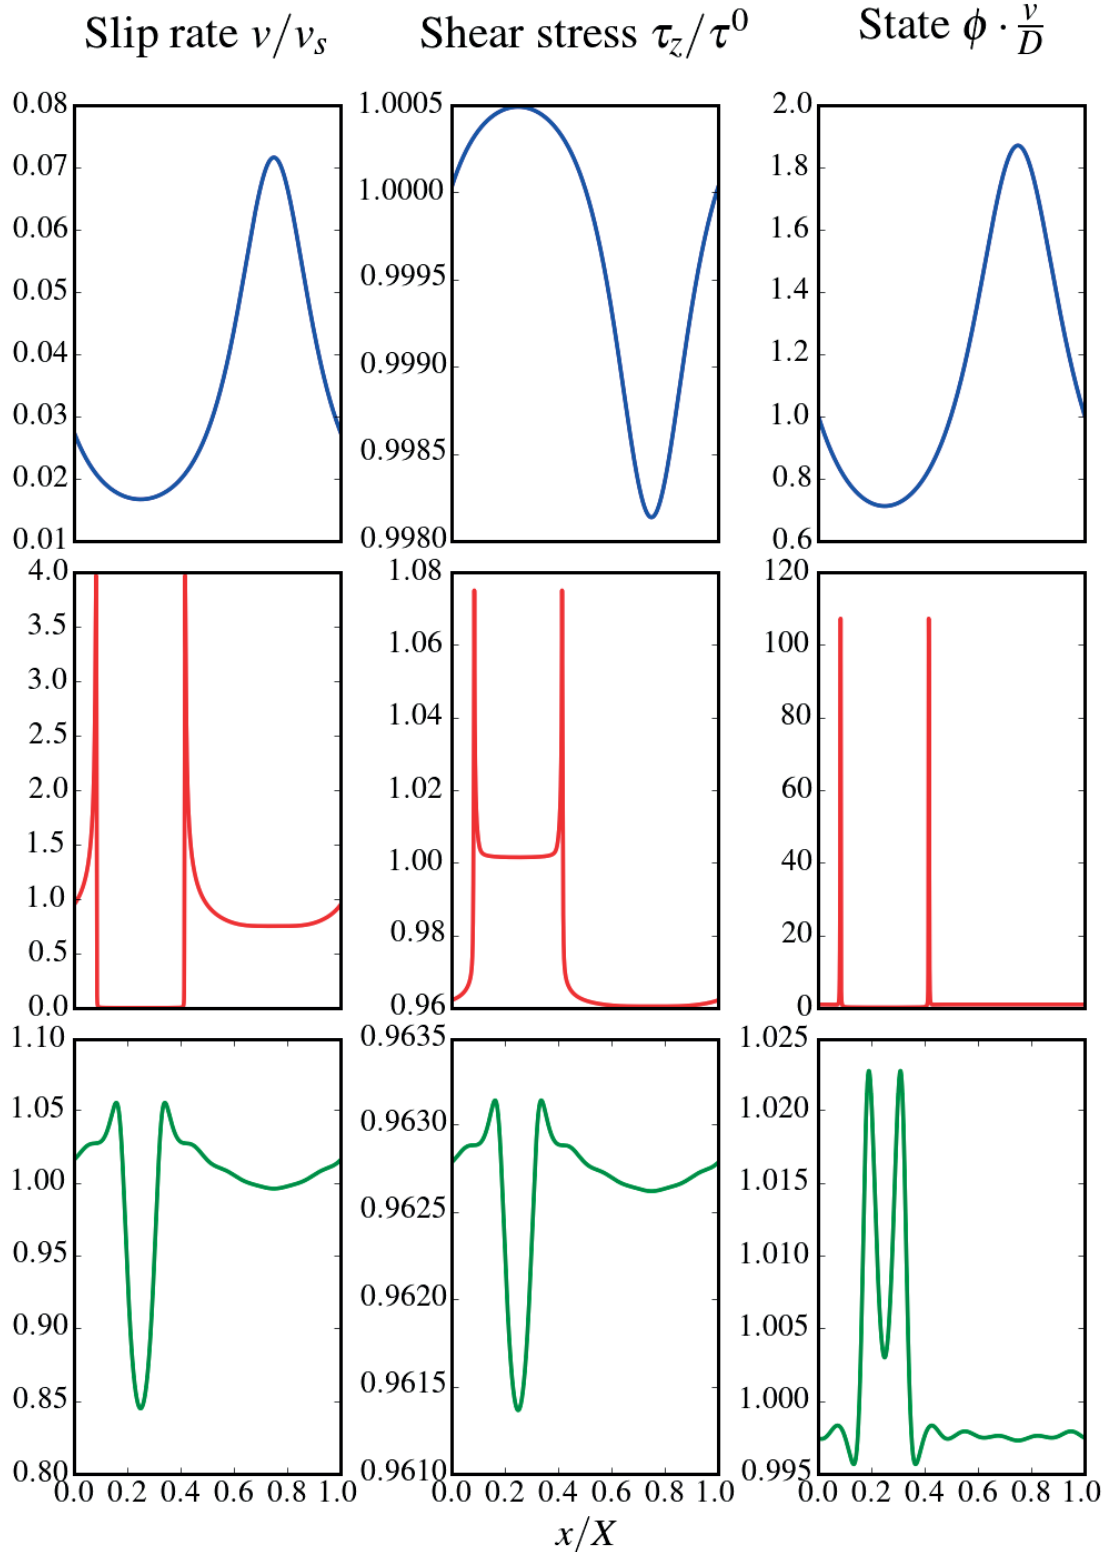 Slip rate v/v_s Shear stress τ_z/τ^0 State ϕ · v/D
0.08 1.0005 2.0
0.07 1.8
0.06 1.0000 1.6
0.05 0.9995 1.4
0.04 0.9990 1.2
0.03 0.9985 1.0
0.02 0.8
0.01 0.9980 0.6
4.0 1.08 120
3.5 1.06 100
3.0
2.5 1.04 80
2.0 1.02 60
1.5 1.00 40
1.0
0.5 0.98 20
0.0 0.96 0
1.10 0.9635 1.025
1.05 0.9630 1.020
1.00 0.9625 1.015
0.95 0.9620 1.010
0.90 1.005
0.85 0.9615 1.000
0.80 0.9610 0.995
0.0 0.2 0.4 0.6 0.8 1.0 0.0 0.2 0.4 0.6 0.8 1.0 0.0 0.2 0.4 0.6 0.8 1.0
x/X